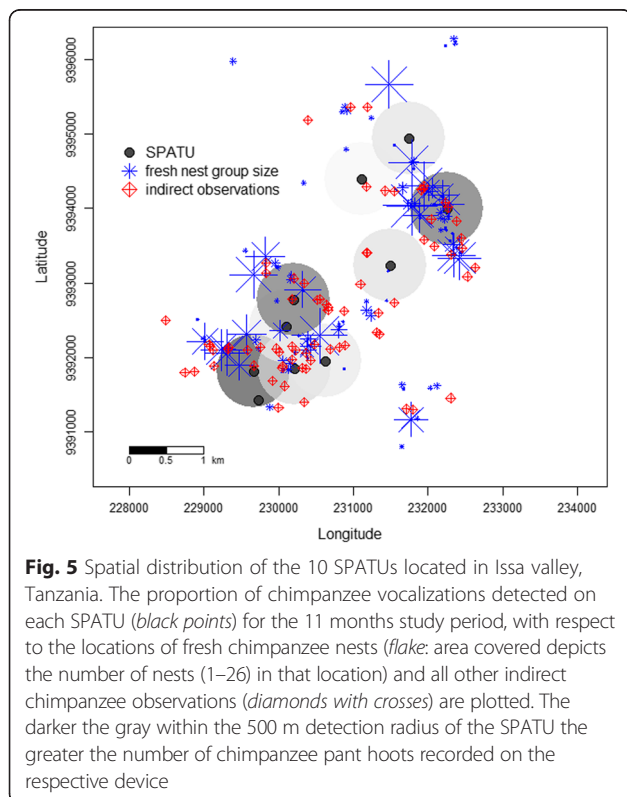 9396000
9395000
9394000
9393000
9392000
9391000
Latitude
SPATU
fresh nest group size
indirect observations
0 0.5 1 km
228000 229000 230000 231000 232000 233000 234000
Longitude
Fig. 5 Spatial distribution of the 10 SPATUs located in Issa valley,
Tanzania. The proportion of chimpanzee vocalizations detected on
each SPATU (black points) for the 11 months study period, with respect
to the locations of fresh chimpanzee nests (flake: area covered depicts
the number of nests (1–26) in that location) and all other indirect
chimpanzee observations (diamonds with crosses) are plotted. The
darker the gray within the 500 m detection radius of the SPATU the
greater the number of chimpanzee pant hoots recorded on the
respective device